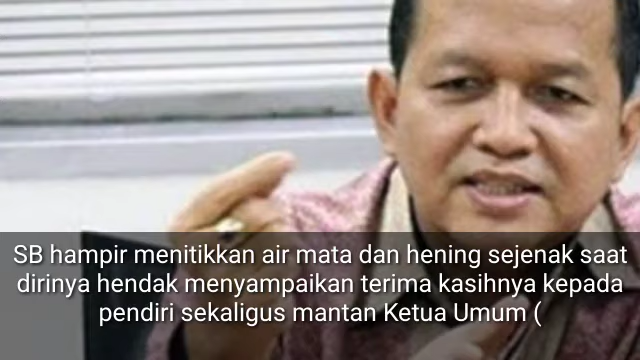 SB hampir menitikkan air mata dan hening sejenak saat
dirinya hendak menyampaikan terima kasihnya kepada
pendiri sekaligus mantan Ketua Umum (